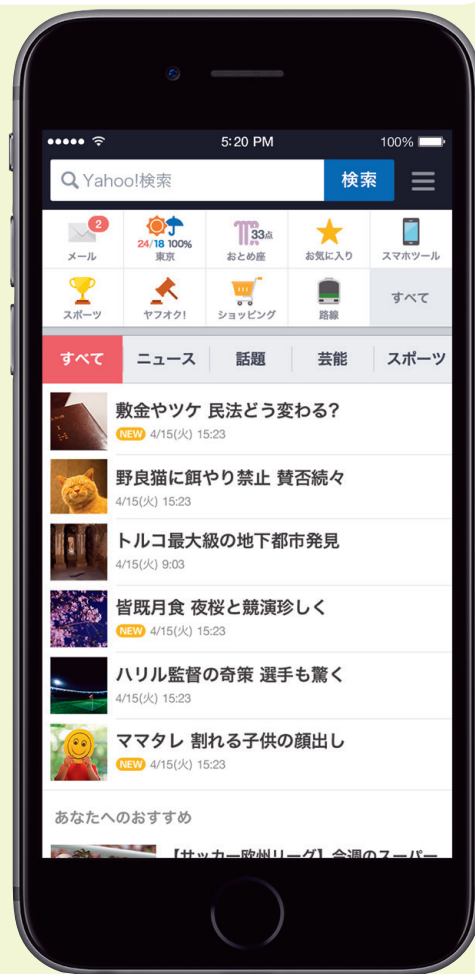 5:20 PM
100%
Yahoo!検索
検索
2
24/18 100%
33点
メール
東京
おとめ座
お気に入り
スマホツール
スポーツ
ヤフオク!
ショッピング
路線
すべて
すべて
ニュース
話題
芸能
スポーツ
敷金やツケ 民法どう変わる?
NEW 4/15(火) 15:23
野良猫に餌やり禁止 賛否続々
4/15(火) 15:23
トルコ最大級の地下都市発見
4/15(火) 9:03
皆既月食 夜桜と競演珍しく
NEW 4/15(火) 15:23
ハリル監督の奇策 選手も驚く
4/15(火) 15:23
ママタレ 割れる子供の顔出し
NEW 4/15(火) 15:23
あなたへのおすすめ
【サッカー欧州リーグ】今週のスーパー